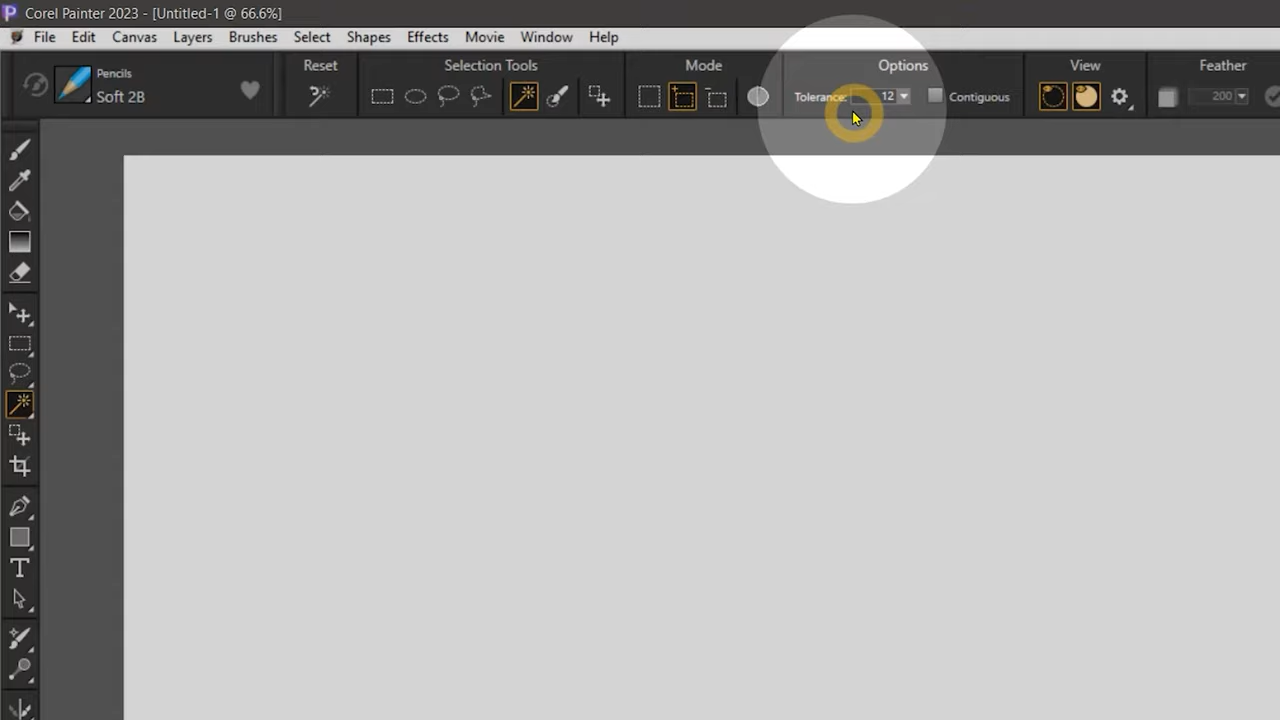 Corel Painter 2023 - [Untitled-1 @ 66.6%]
File Edit Canvas Layers Brushes Select Shapes Effects Movie Window Help
Pencils
Soft 2B
Reset
Selection Tools
Mode
Options
Tolerance: 12 Contiguous
View
Feather
200